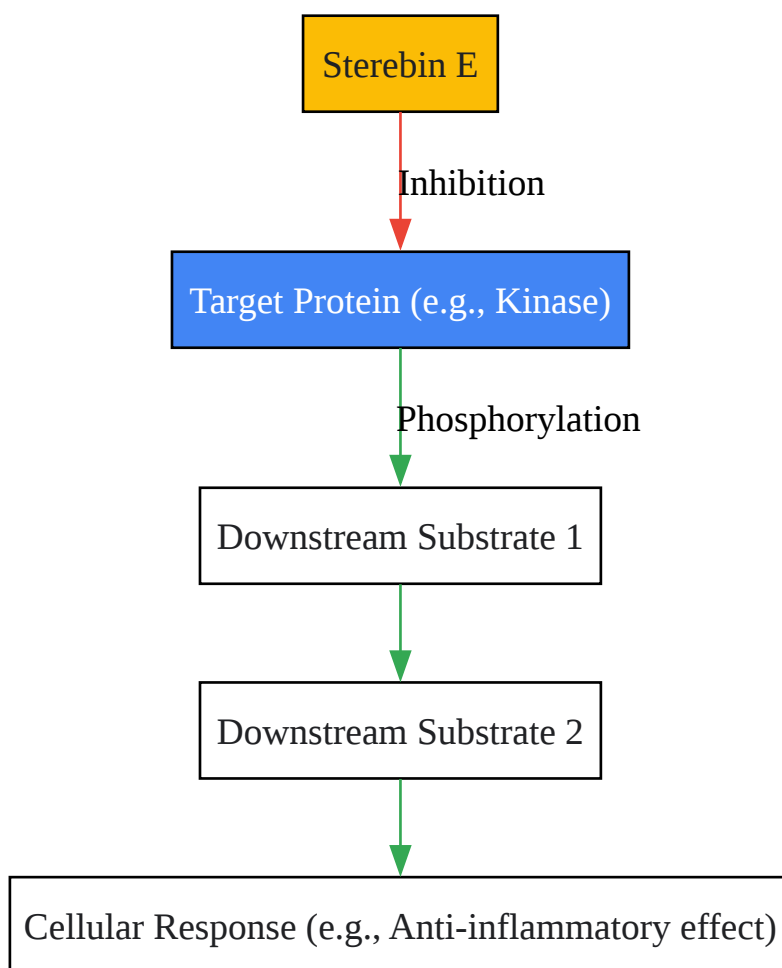 Sterebin E
Inhibition
Target Protein (e.g., Kinase)
Phosphorylation
Downstream Substrate 1
Downstream Substrate 2
Cellular Response (e.g., Anti-inflammatory effect)